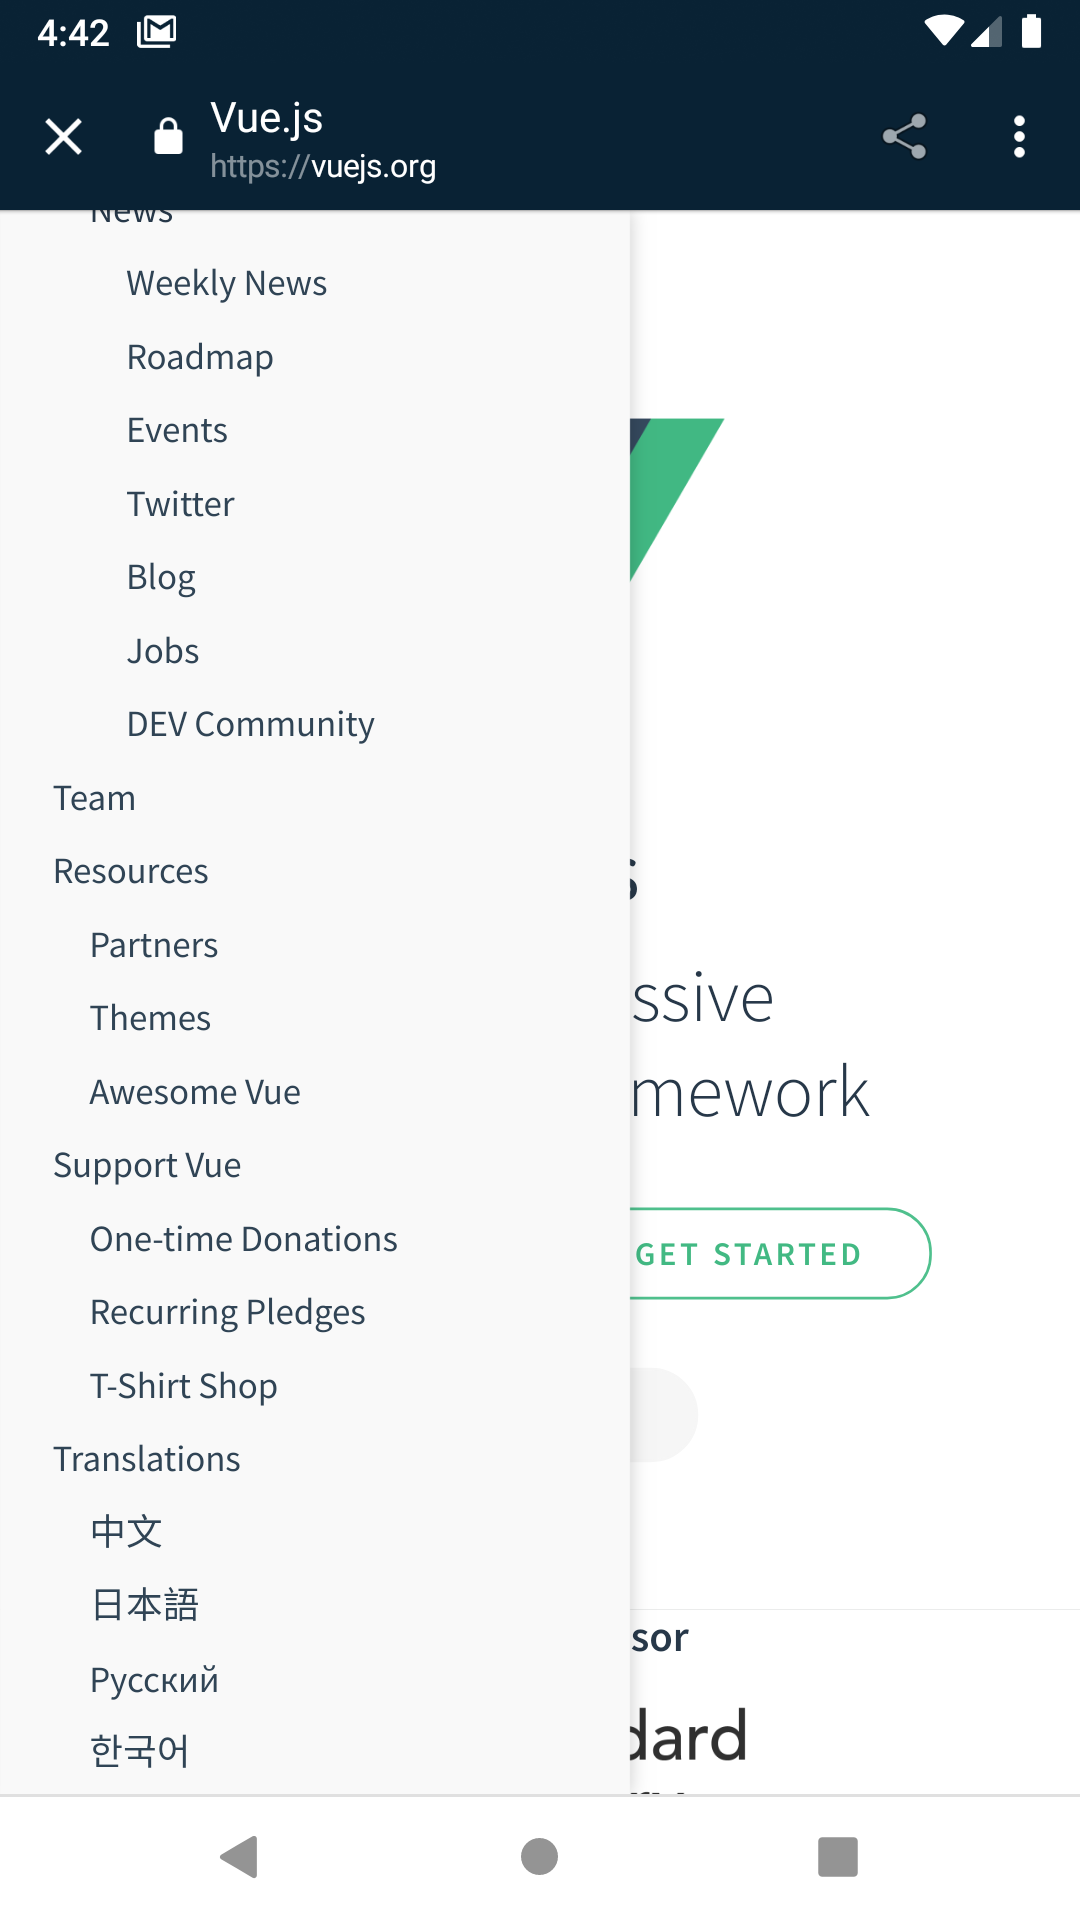 4:42
Vue.js
https://vuejs.org
News
Weekly News
Roadmap
Events
Twitter
Blog
Jobs
DEV Community
Team
Resources
Partners
Themes
Awesome Vue
Support Vue
One-time Donations
Recurring Pledges
T-Shirt Shop
Translations
中文
日本語
Русский
한국어
s
ssive
mework
GET STARTED
sor
dard